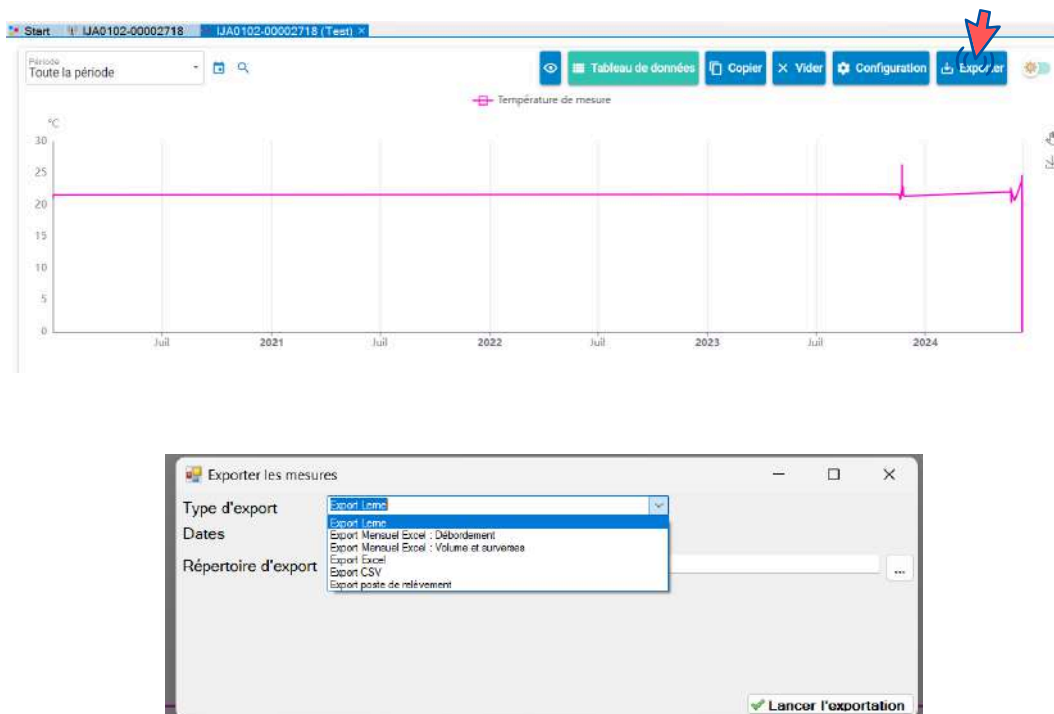 Start IJA0102-00002718 IJA0102-00002718 (Test) ×
Période
Toute la période
Tableau de données Copier Vider Configuration Exporter
Température de mesure
°C
30
25
20
15
10
5
0
Juil 2021 Juil 2022 Juil 2023 Juil 2024
Exporter les mesures
Type d'export Export Leme
Export Leme
Dates
Export Mensuel Excel : Débordement
Export Mensuel Excel : Volume et surverses
Répertoire d'export
Export Excel
...
Export CSV
Export poste de relèvement
Lancer l'exportation